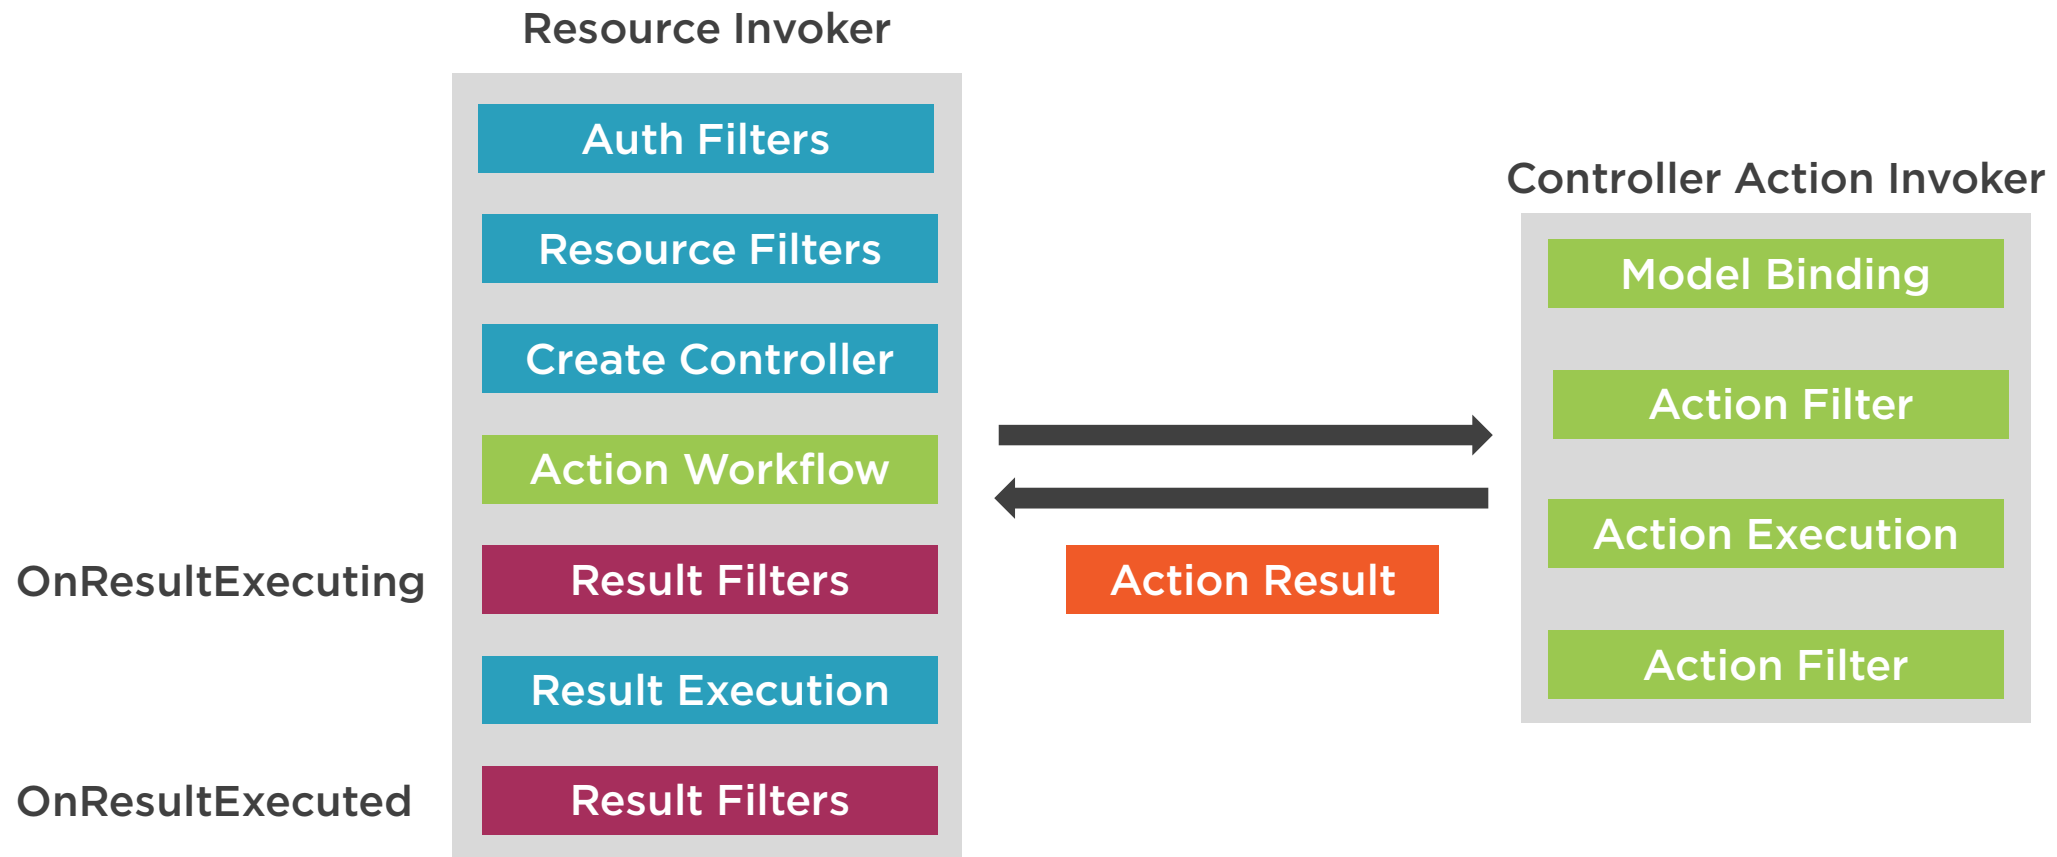 Resource Invoker
Auth Filters
Resource Filters
Create Controller
Action Workflow
OnResultExecuting
Result Filters
Result Execution
OnResultExecuted
Result Filters
Action Result
Controller Action Invoker
Model Binding
Action Filter
Action Execution
Action Filter